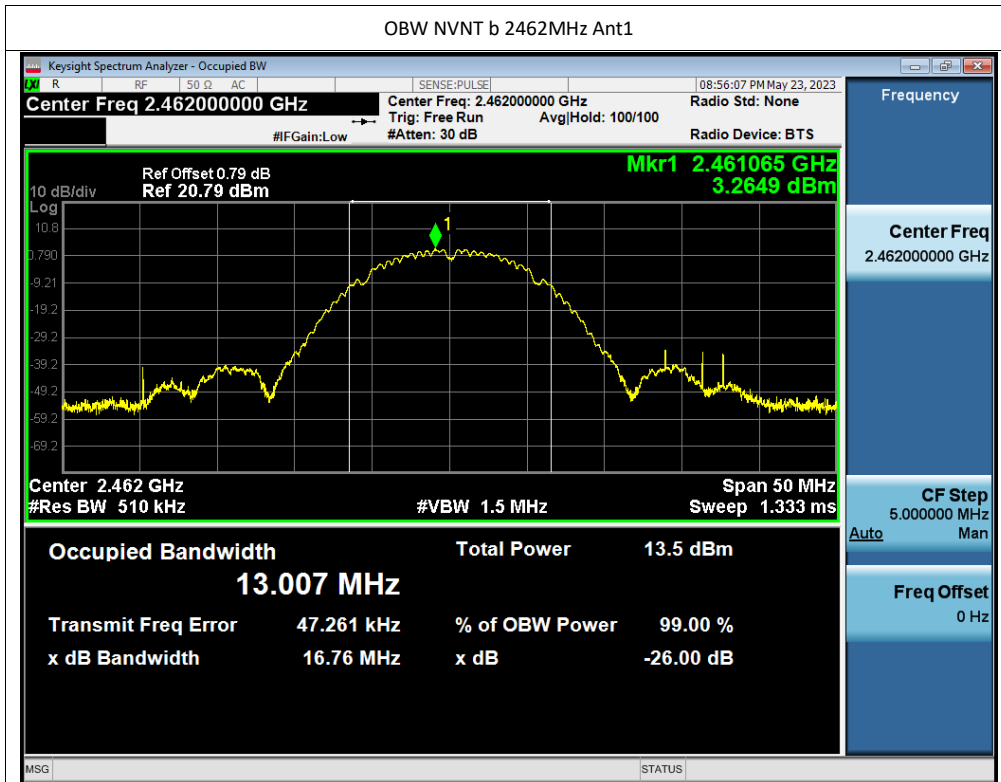 OBW NVNT b 2462MHz Ant1
Keysight Spectrum Analyzer - Occupied BW
LXI R RF 50 Ω AC SENSE:PULSE 08:56:07 PM May 23, 2023
Center Freq 2.462000000 GHz
Center Freq: 2.462000000 GHz
Radio Std: None
Trig: Free Run Avg|Hold: 100/100
#IFGain:Low
#Atten: 30 dB
Radio Device: BTS
Frequency
Mkr1 2.461065 GHz
3.2649 dBm
Ref Offset 0.79 dB
10 dB/div Ref 20.79 dBm
Log
1
10.8
0.790
-9.21
-19.2
-29.2
-39.2
-49.2
-59.2
-69.2
Center 2.462 GHz
Span 50 MHz
#Res BW 510 kHz
#VBW 1.5 MHz
Sweep 1.333 ms
Center Freq
2.462000000 GHz
CF Step
5.000000 MHz
Auto Man
Freq Offset
0 Hz
Occupied Bandwidth
13.007 MHz
Total Power 13.5 dBm
Transmit Freq Error 47.261 kHz
% of OBW Power 99.00 %
x dB Bandwidth 16.76 MHz
x dB -26.00 dB
MSG
STATUS